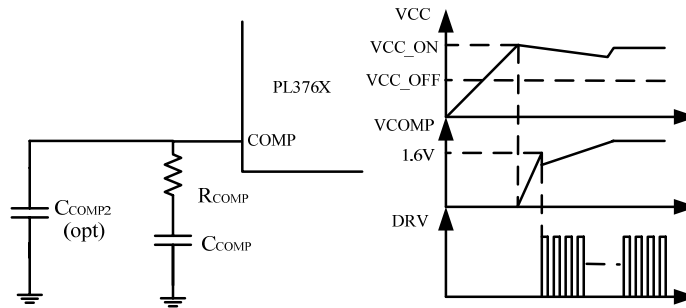 PL376X
COMP
RCOMP
CCOMP2
(opt)
CCOMP
VCC
VCC_ON
VCC_OFF
VCOMP
1.6V
DRV